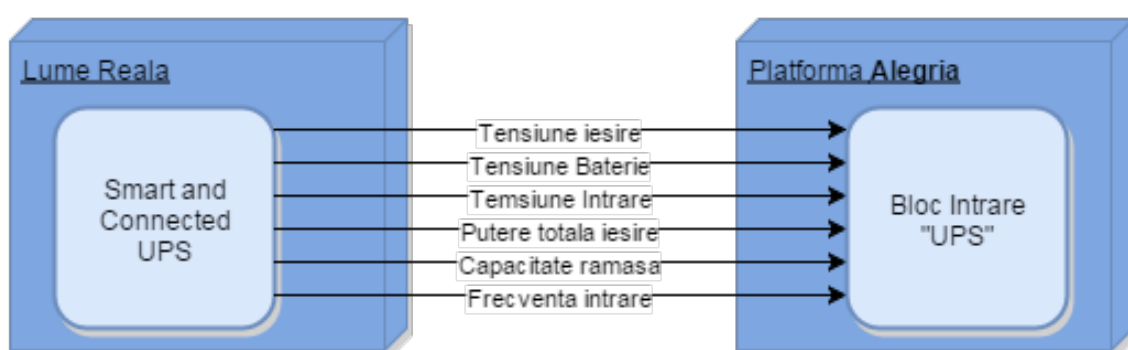 Lume Reala
Platforma Alegria
Smart and
Connected
UPS
Tensiune iesire
Tensiune Baterie
Temsiune Intrare
Putere totala iesire
Capacitate ramasa
Frecventa intrare
Bloc Intrare
"UPS"